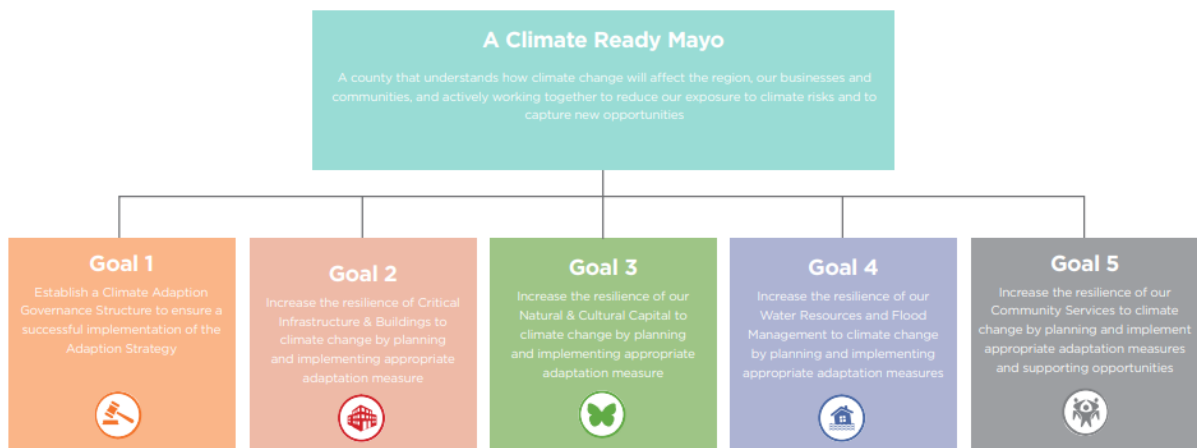 A Climate Ready Mayo
A county that understands how climate change will affect the region, our businesses and
communities, and actively working together to reduce our exposure to climate risks and to
capture new opportunities
Goal 1
Establish a Climate Adaption
Governance Structure to ensure a
successful implementation of the
Adaption Strategy
Goal 2
Increase the resilience of Critical
Infrastructure & Buildings to
climate change by planning
and implementing appropriate
adaptation measure
Goal 3
Increase the resilience of our
Natural & Cultural Capital to
climate change by planning
and implementing appropriate
adaptation measure
Goal 4
Increase the resilience of our
Water Resources and Flood
Management to climate change
by planning and implementing
appropriate adaptation measures
Goal 5
Increase the resilience of our
Community Services to climate
change by planning and implement
appropriate adaptation measures
and supporting opportunities